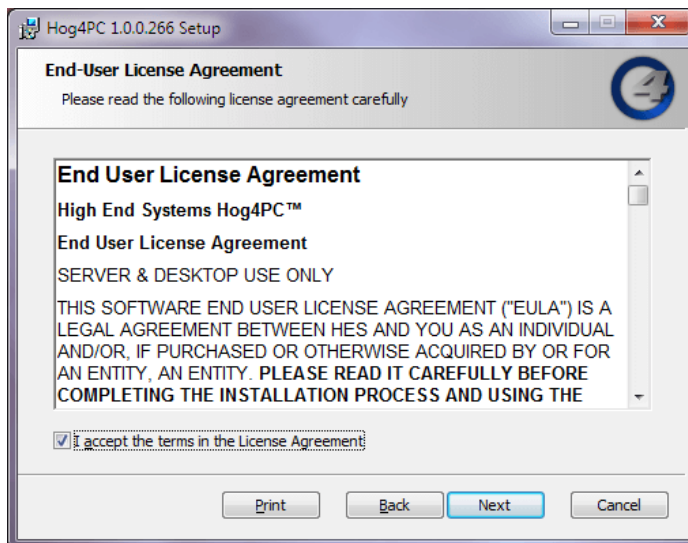 Hog4PC 1.0.0.266 Setup
End-User License Agreement
Please read the following license agreement carefully
4
End User License Agreement
High End Systems Hog4PC™
End User License Agreement
SERVER & DESKTOP USE ONLY
THIS SOFTWARE END USER LICENSE AGREEMENT ("EULA") IS A
LEGAL AGREEMENT BETWEEN HES AND YOU AS AN INDIVIDUAL
AND/OR, IF PURCHASED OR OTHERWISE ACQUIRED BY OR FOR
AN ENTITY, AN ENTITY. PLEASE READ IT CAREFULLY BEFORE
COMPLETING THE INSTALLATION PROCESS AND USING THE
I accept the terms in the License Agreement
Print
Back
Next
Cancel